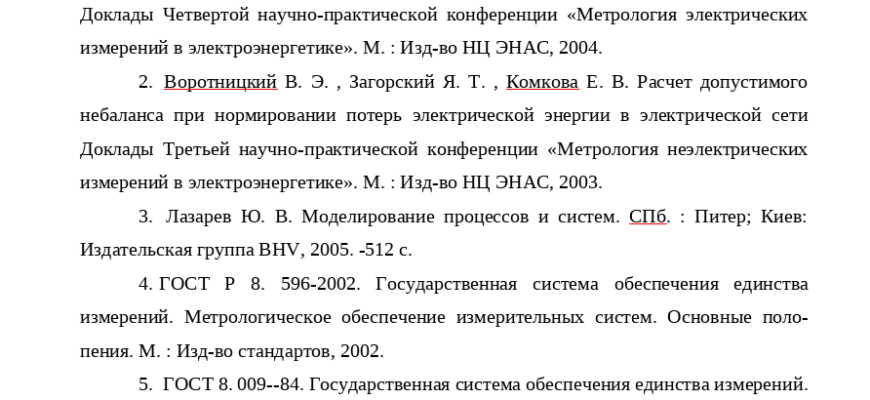 Доклады Четвертой научно-практической конференции «Метрология электрических
измерений в электроэнергетике». М. : Изд-во НЦ ЭНАС, 2004.
2. Воротницкий В. Э. , Загорский Я. Т. , Комкова Е. В. Расчет допустимого
небаланса при нормировании потерь электрической энергии в электрической сети
Доклады Третьей научно-практической конференции «Метрология неэлектрических
измерений в электроэнергетике». М. : Изд-во НЦ ЭНАС, 2003.
3. Лазарев Ю. В. Моделирование процессов и систем. СПб. : Питер; Киев:
Издательская группа BHV, 2005. -512 с.
4. ГОСТ Р 8. 596-2002. Государственная система обеспечения единства
измерений. Метрологическое обеспечение измерительных систем. Основные поло-
пения. М. : Изд-во стандартов, 2002.
5. ГОСТ 8. 009--84. Государственная система обеспечения единства измерений.